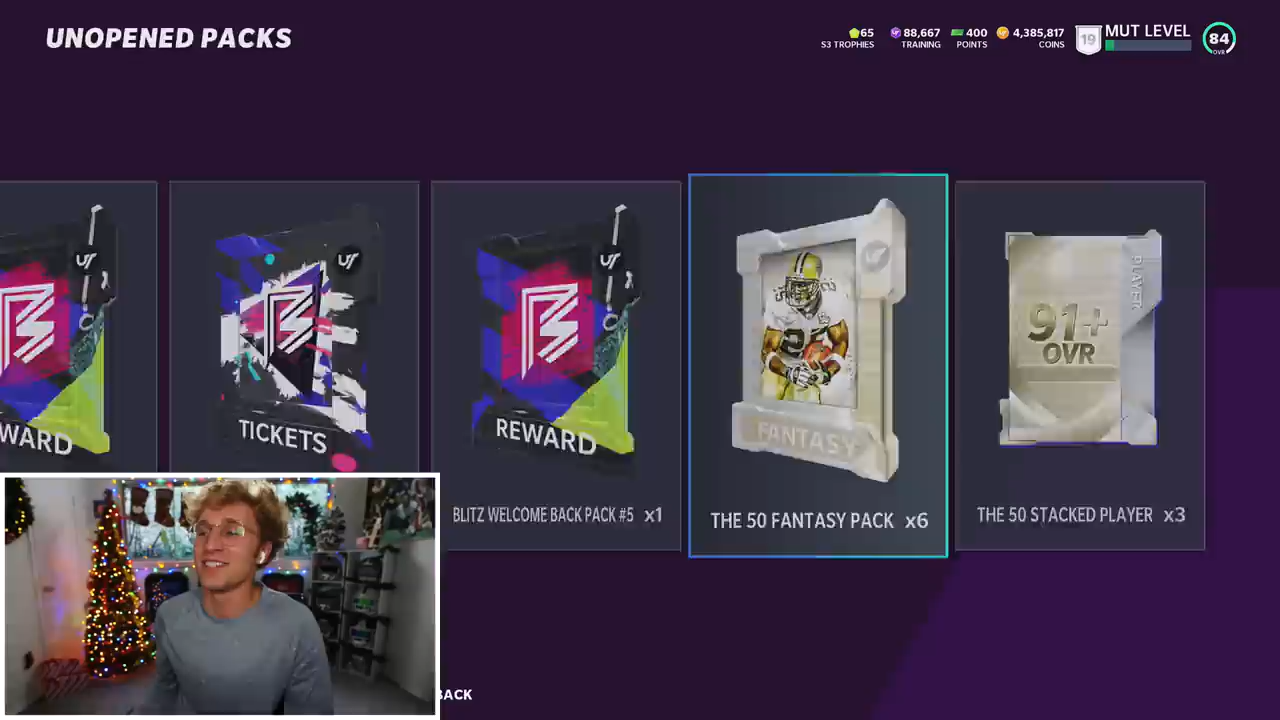 UNOPENED PACKS
65
S3 TROPHIES
88,667
TRAINING
400
POINTS
4,385,817
COINS
19
MUT LEVEL
84
OVR
WARD
TICKETS
REWARD
BLITZ WELCOME BACK PACK #5 x1
FANTASY
THE 50 FANTASY PACK x6
PLAYER
91+
OVR
THE 50 STACKED PLAYER x3
BACK